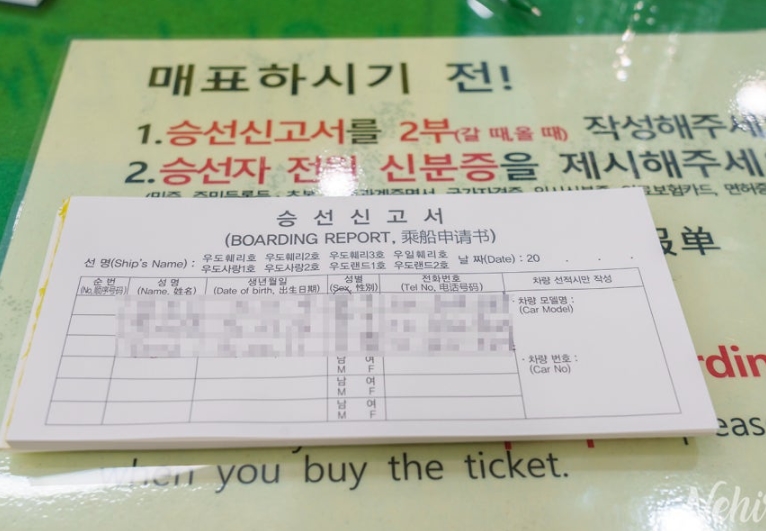 매표하시기 전!
1.승선신고서를 2부(갈 때,올 때) 작성해주세
2.승선자 전원 신분증을 제시해주세
승선신고서
(BOARDING REPORT, 乘船申请书)
선 명(Ship's Name) : 우도훼리호 우도훼리2호 우도훼리3호 우일훼리호 날 짜(Date) : 20 . . .
우도사랑1호 우도사랑2호 우도랜드1호 우도랜드2호
순 번 성 명 생년월일 성별 전화번호 차량 선적시만 작성
(Name, 姓名) (Date of birth, 出生日期) (Sex, 性別) (Tel No, 电话号码)
· 차량 모델명 :
(Car Model)
남 여
M F
· 차량 번호 :
(Car No)
남 여
M F
남 여
M F
报单
rdin
eas
when you buy the ticket.
Nehi